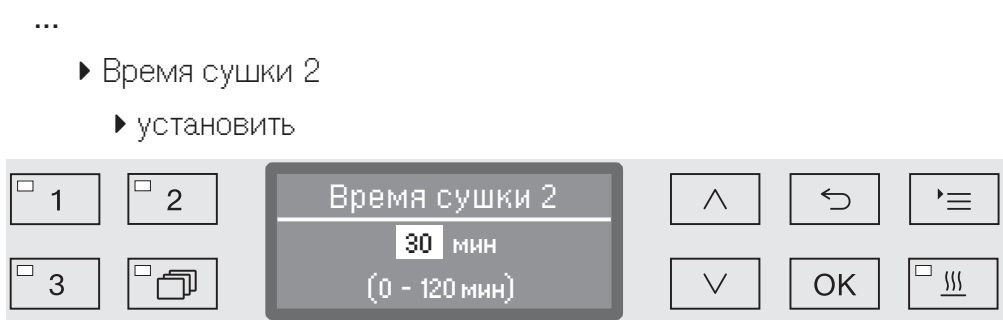 ...
▶ Время сушки 2
▶ установить
1 2
Время сушки 2
30 мин
(0 - 120 мин)
3
OK